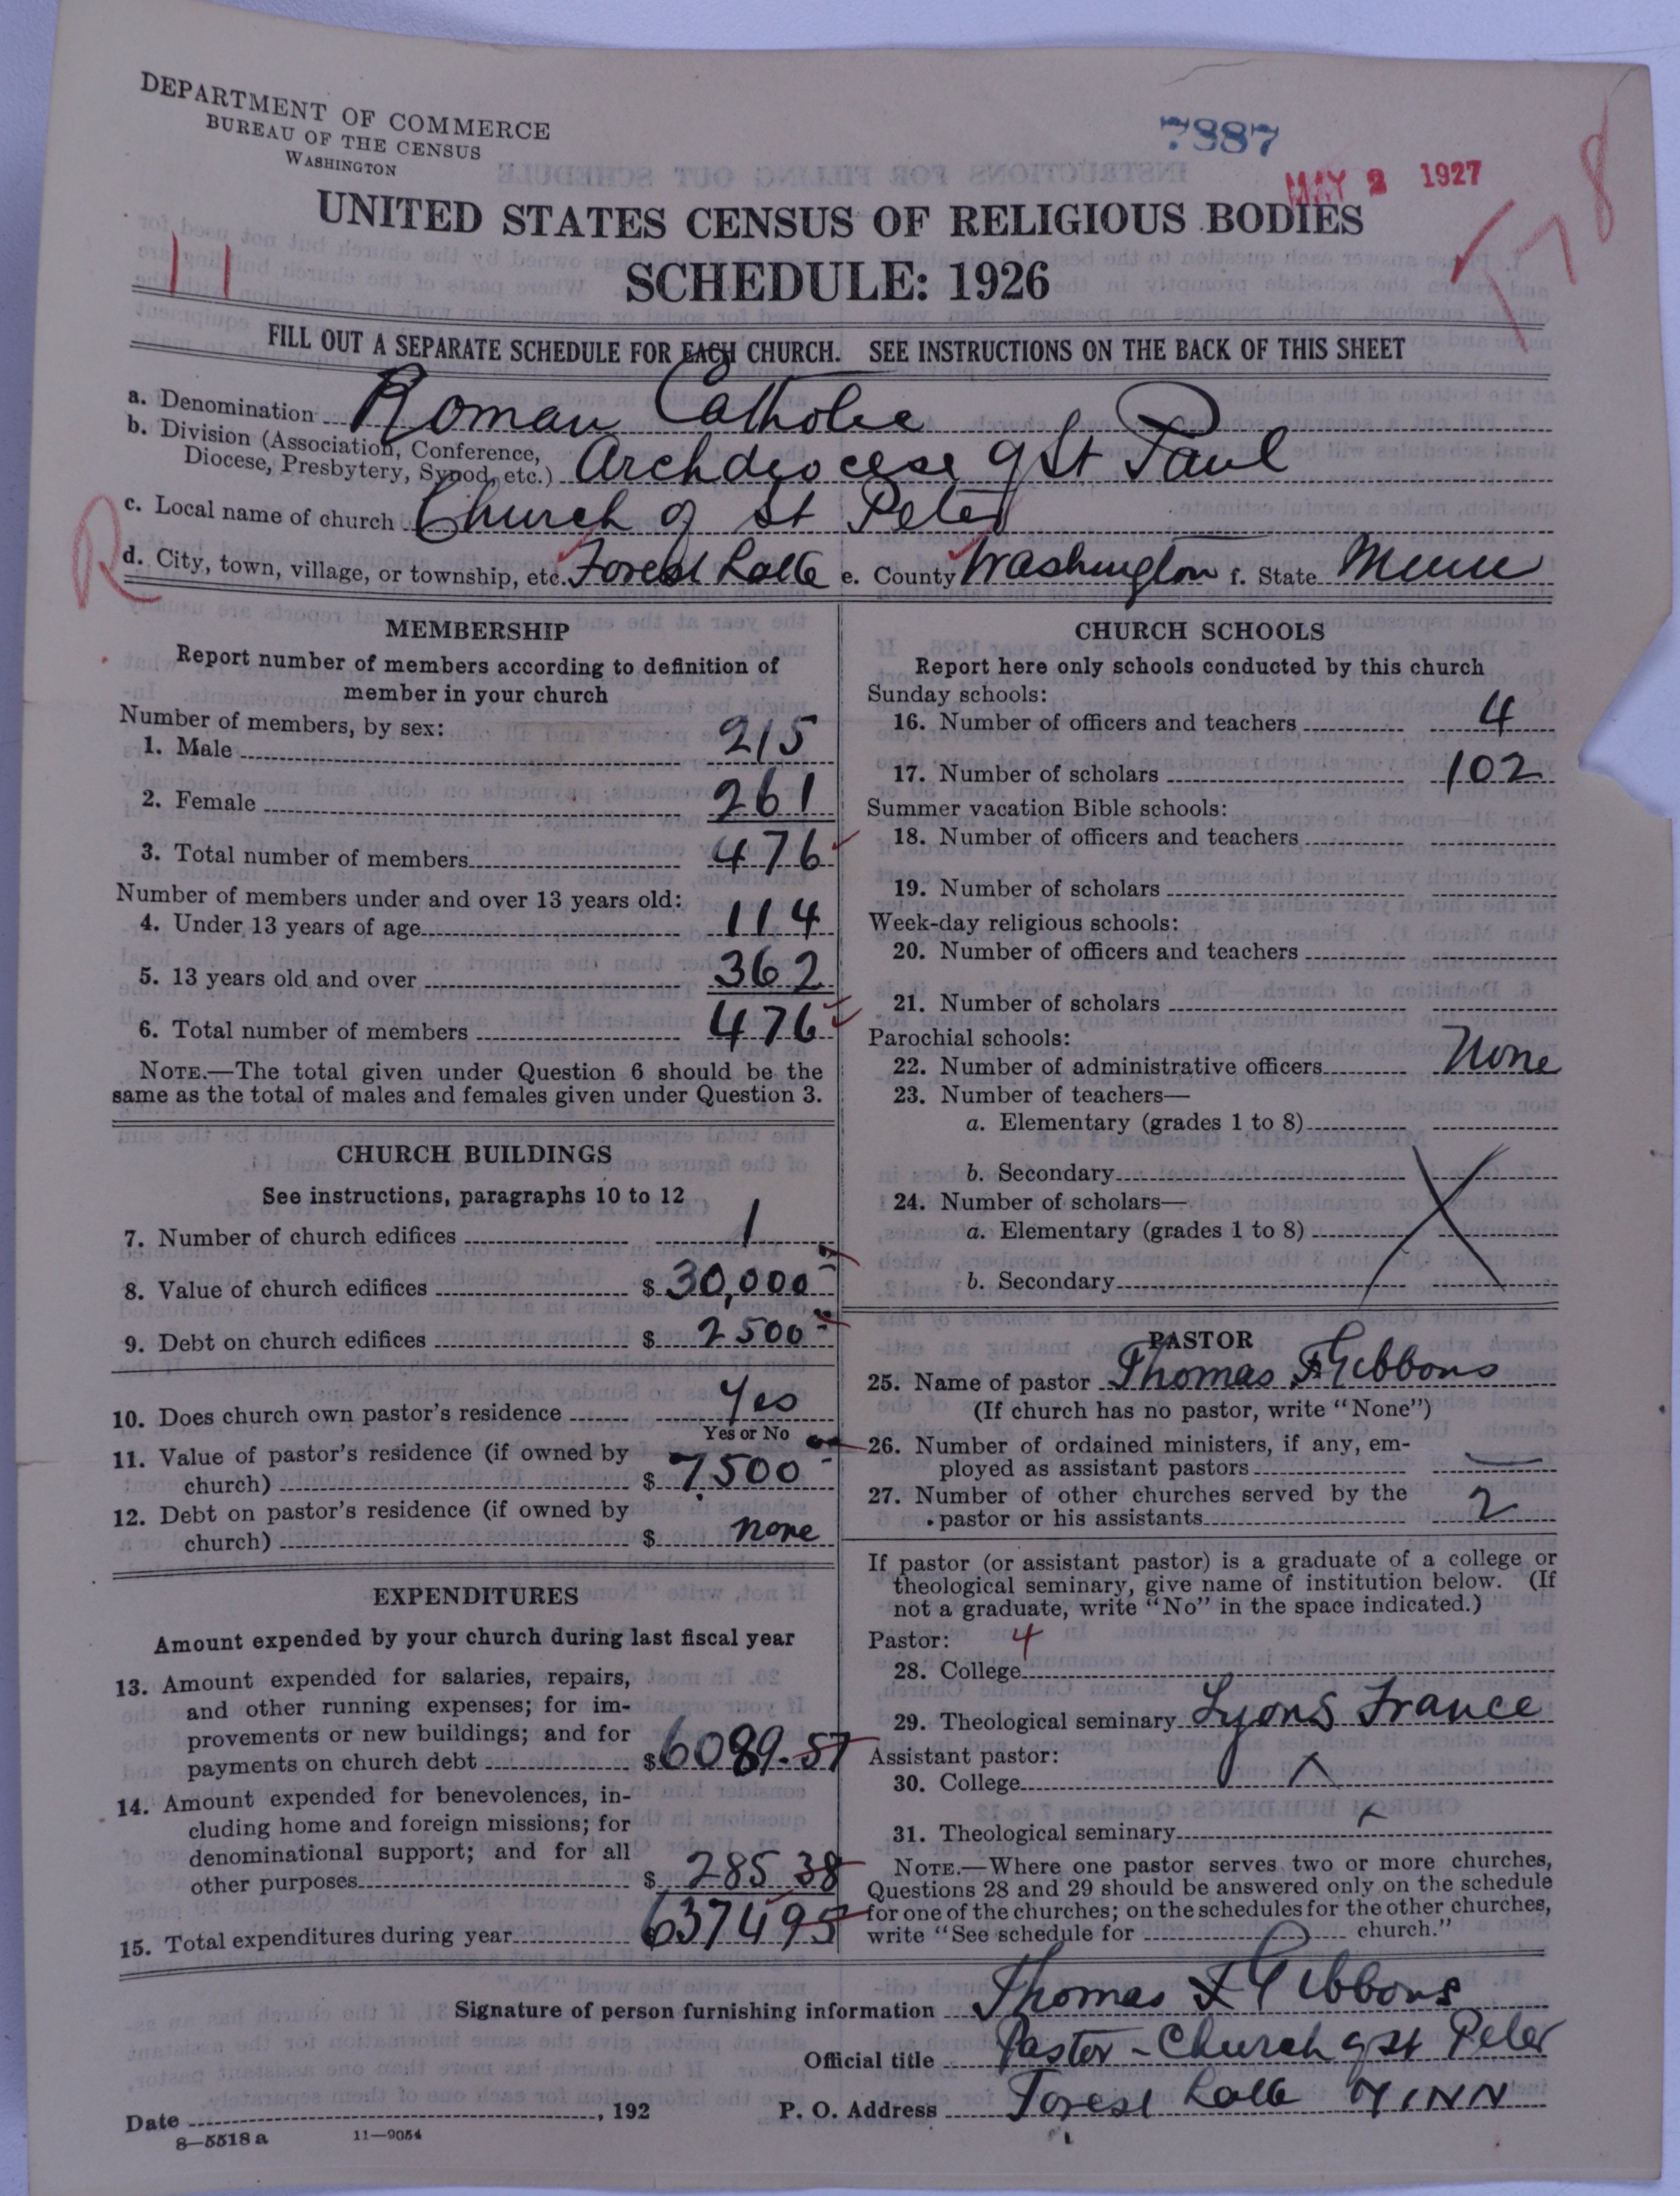 DEPARTMENT OF COMMERCE
BUREAU OF THE CENSUS
WASHINGTON
7887
MAY 2 1927
178
UNITED STATES CENSUS OF RELIGIOUS BODIES
11
SCHEDULE: 1926
FILL OUT A SEPARATE SCHEDULE FOR EACH CHURCH. SEE INSTRUCTIONS ON THE BACK OF THIS SHEET
a. Denomination Roman Catholic
b. Division (Association, Conference, Diocese, Presbytery, Synod, etc.) Archdiocese of St Paul
c. Local name of church Church of St Peter
R
d. City, town, village, or township, etc. Forest Lake e. County Washington f. State Minn
MEMBERSHIP
Report number of members according to definition of
member in your church
Number of members, by sex:
1. Male 215
2. Female 261
3. Total number of members 476
Number of members under and over 13 years old:
4. Under 13 years of age 114
5. 13 years old and over 362
6. Total number of members 476
NOTE.—The total given under Question 6 should be the
same as the total of males and females given under Question 3.
CHURCH BUILDINGS
See instructions, paragraphs 10 to 12
7. Number of church edifices 1
8. Value of church edifices $ 30,000
9. Debt on church edifices $ 2500
10. Does church own pastor's residence Yes
Yes or No
11. Value of pastor's residence (if owned by
church) $ 7500
12. Debt on pastor's residence (if owned by
church) $ none
EXPENDITURES
Amount expended by your church during last fiscal year
13. Amount expended for salaries, repairs,
and other running expenses; for im-
provements or new buildings; and for
payments on church debt $ 6089.57
14. Amount expended for benevolences, in-
cluding home and foreign missions; for
denominational support; and for all
other purposes $ 285 38
15. Total expenditures during year 6374 95
CHURCH SCHOOLS
Report here only schools conducted by this church
Sunday schools:
16. Number of officers and teachers 4
17. Number of scholars 102
Summer vacation Bible schools:
18. Number of officers and teachers
19. Number of scholars
Week-day religious schools:
20. Number of officers and teachers
21. Number of scholars
Parochial schools:
22. Number of administrative officers None
23. Number of teachers—
a. Elementary (grades 1 to 8)
b. Secondary
24. Number of scholars—
a. Elementary (grades 1 to 8)
b. Secondary
PASTOR
25. Name of pastor Thomas F Gibbons
(If church has no pastor, write "None")
26. Number of ordained ministers, if any, em-
ployed as assistant pastors —
27. Number of other churches served by the
pastor or his assistants 2
If pastor (or assistant pastor) is a graduate of a college or
theological seminary, give name of institution below. (If
not a graduate, write "No" in the space indicated.)
Pastor: 4
28. College
29. Theological seminary Lyons France
Assistant pastor:
30. College
31. Theological seminary
NOTE.—Where one pastor serves two or more churches,
Questions 28 and 29 should be answered only on the schedule
for one of the churches; on the schedules for the other churches,
write "See schedule for church."
Signature of person furnishing information Thomas F Gibbons
Official title Pastor - Church of St Peter
Date , 192 P. O. Address Forest Lake MINN
8—5518 a 11—9054